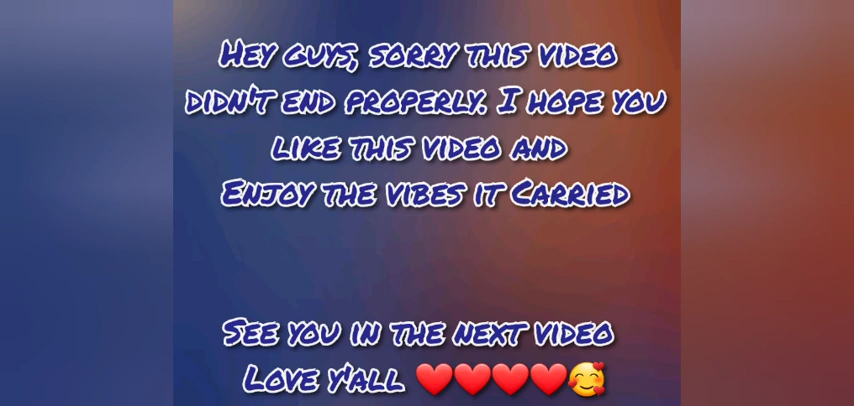 Hey guys, sorry this video
didn't end properly. I hope you
like this video and
Enjoy the vibes it Carried
See you in the next video
Love y'all ❤️❤️❤️❤️🥰